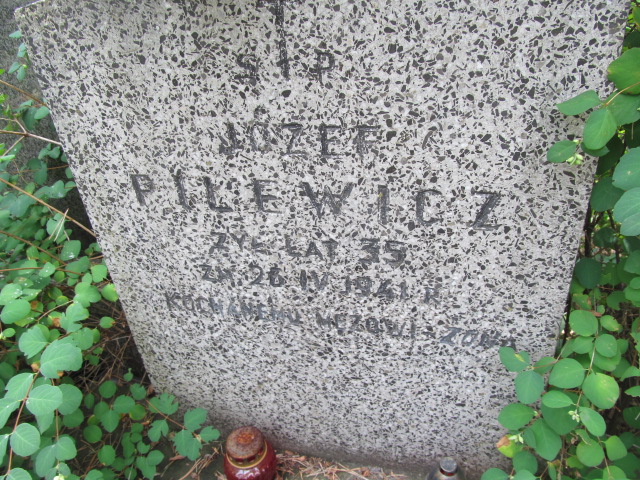 Ś P
JÓZEF
PILEWICZ
ŻYŁ LAT 35
ZM 26 IV 1941 R
KOCHANEMU MĘŻOWI ŻONA